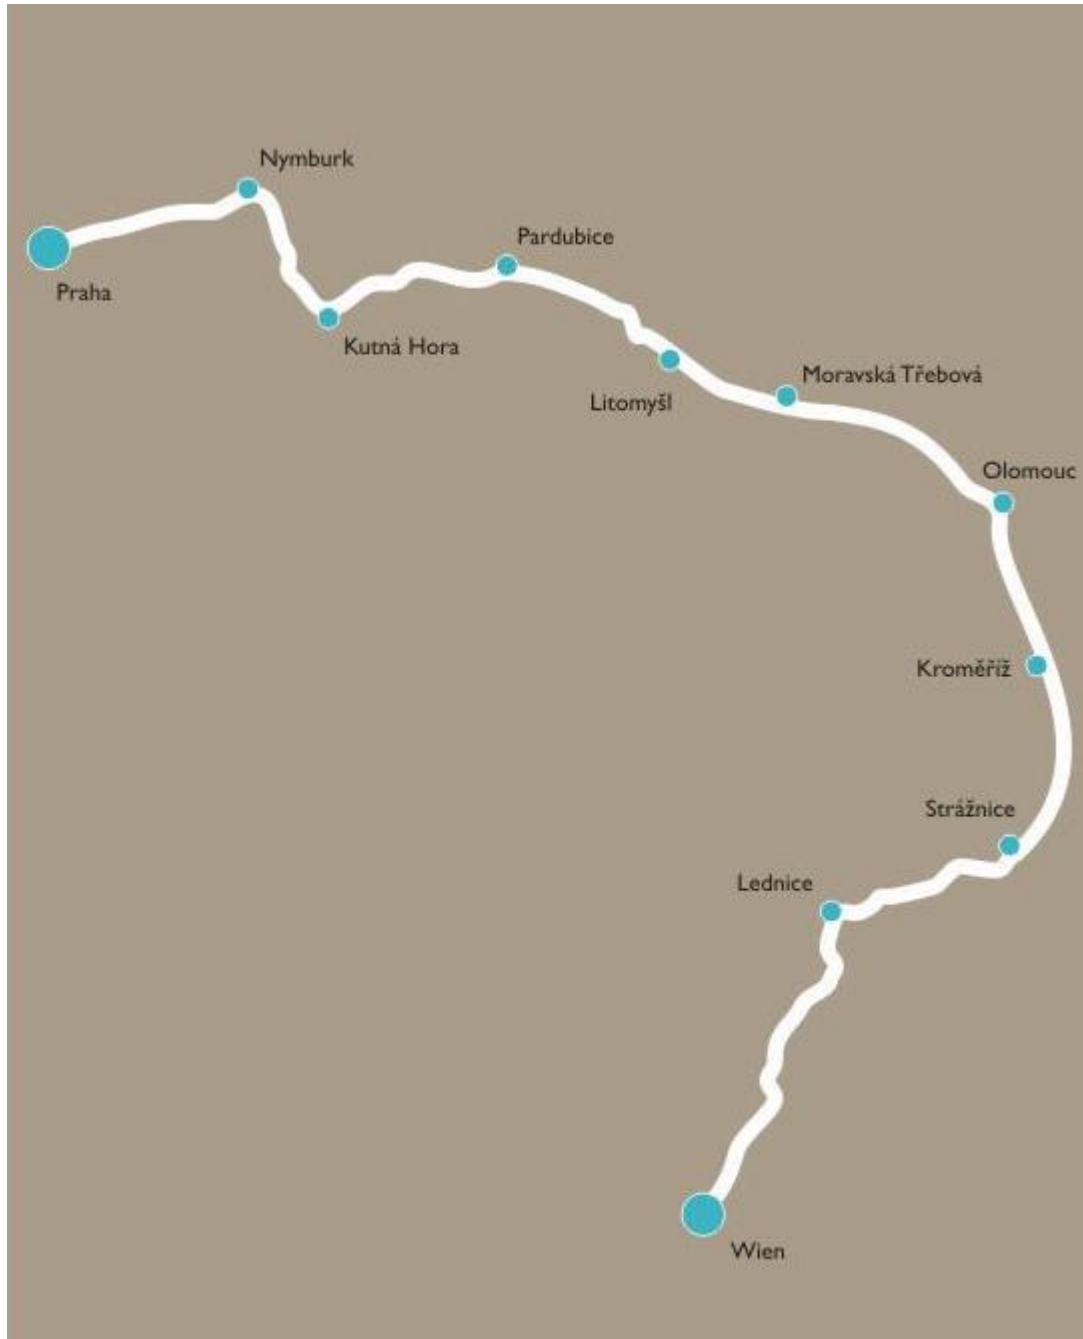 Nymburk
Pardubice
Praha
Kutná Hora
Moravská Třebová
Litomyšl
Olomouc
Kroměříž
Strážnice
Lednice
Wien